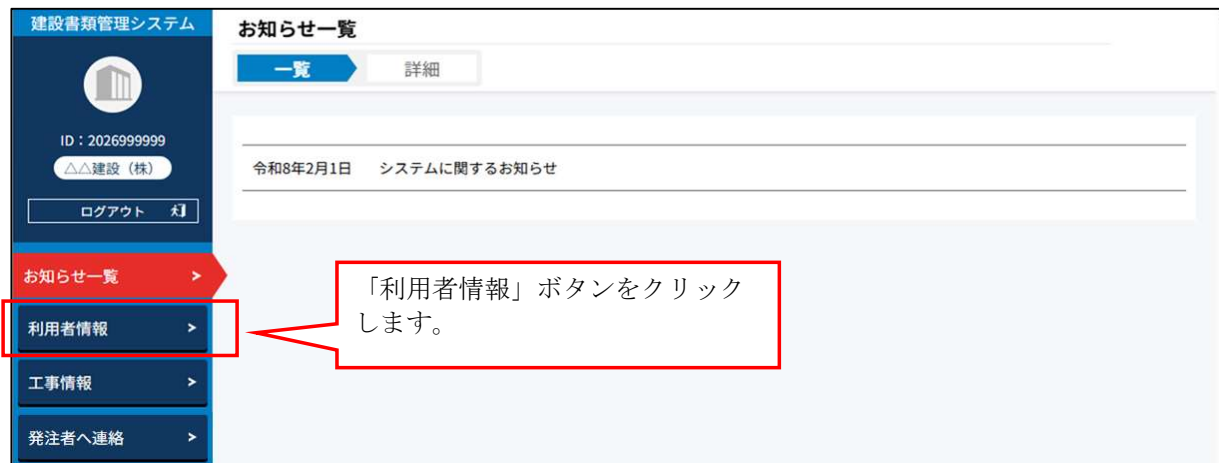 建設書類管理システム
ID：2026999999
△△建設（株）
ログアウト
お知らせ一覧 >
利用者情報 >
工事情報 >
発注者へ連絡 >
お知らせ一覧
一覧 詳細
令和8年2月1日 システムに関するお知らせ
「利用者情報」ボタンをクリック
します。